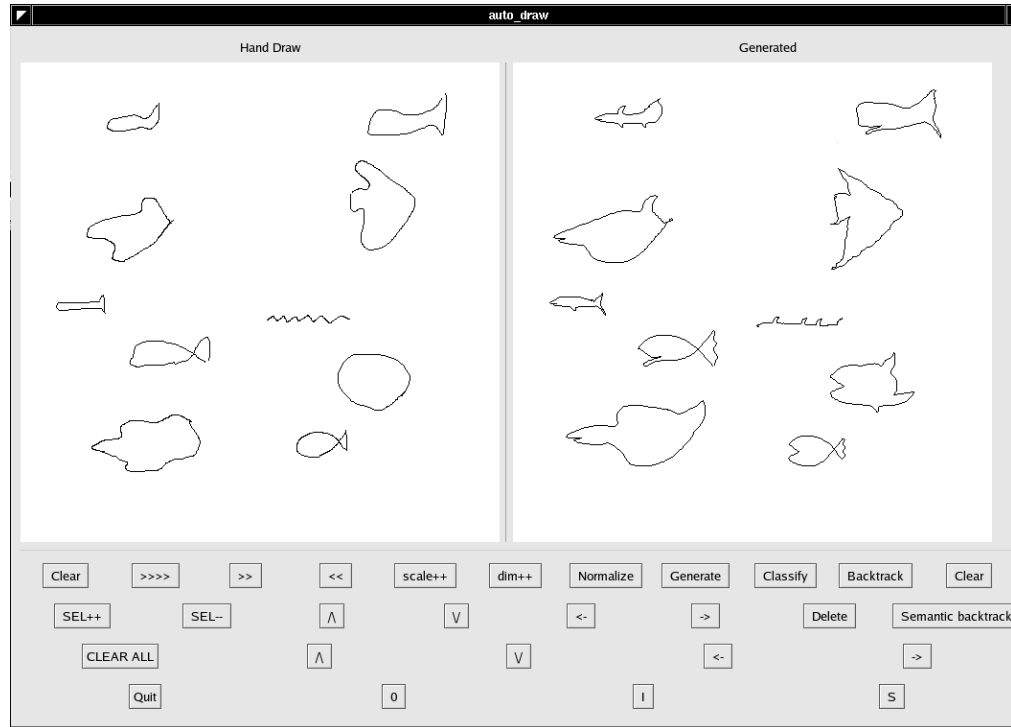 auto_draw
Hand Draw Generated
Clear >>>> >> << scale++ dim++ Normalize Generate Classify Backtrack Clear
SEL++ SEL-- /\ \/ <- -> Delete Semantic backtrack
CLEAR ALL /\ \/ <- ->
Quit 0 I S